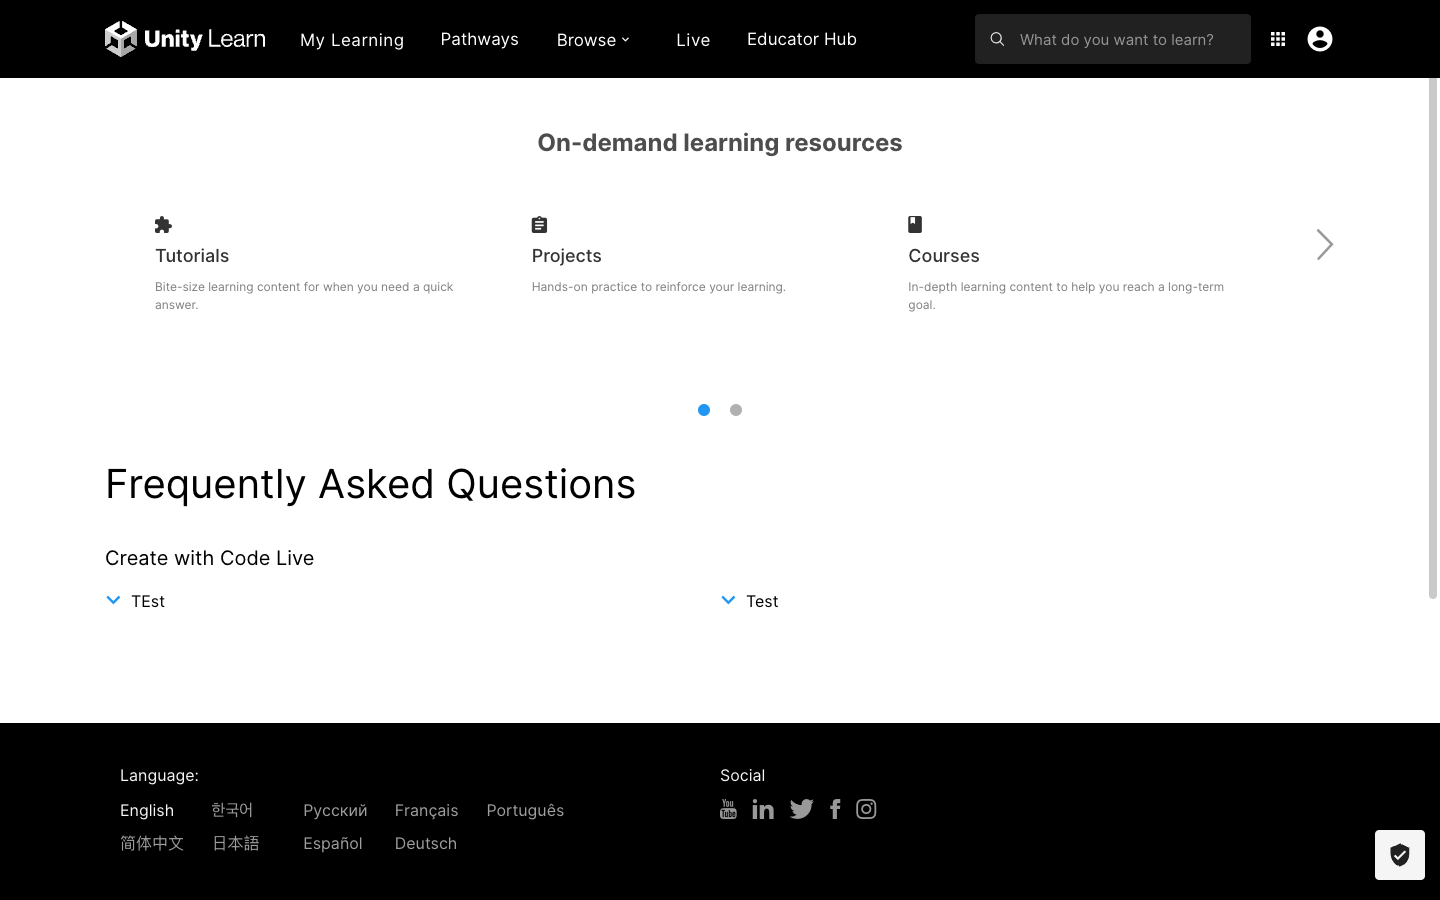 Unity Learn My Learning Pathways Browse Live Educator Hub What do you want to learn?
On-demand learning resources
Tutorials
Bite-size learning content for when you need a quick
answer.
Projects
Hands-on practice to reinforce your learning.
Courses
In-depth learning content to help you reach a long-term
goal.
Frequently Asked Questions
Create with Code Live
TEst
Test
Language:
English 한국어 Русский Français Português
简体中文 日本語 Español Deutsch
Social
You
Tube
in